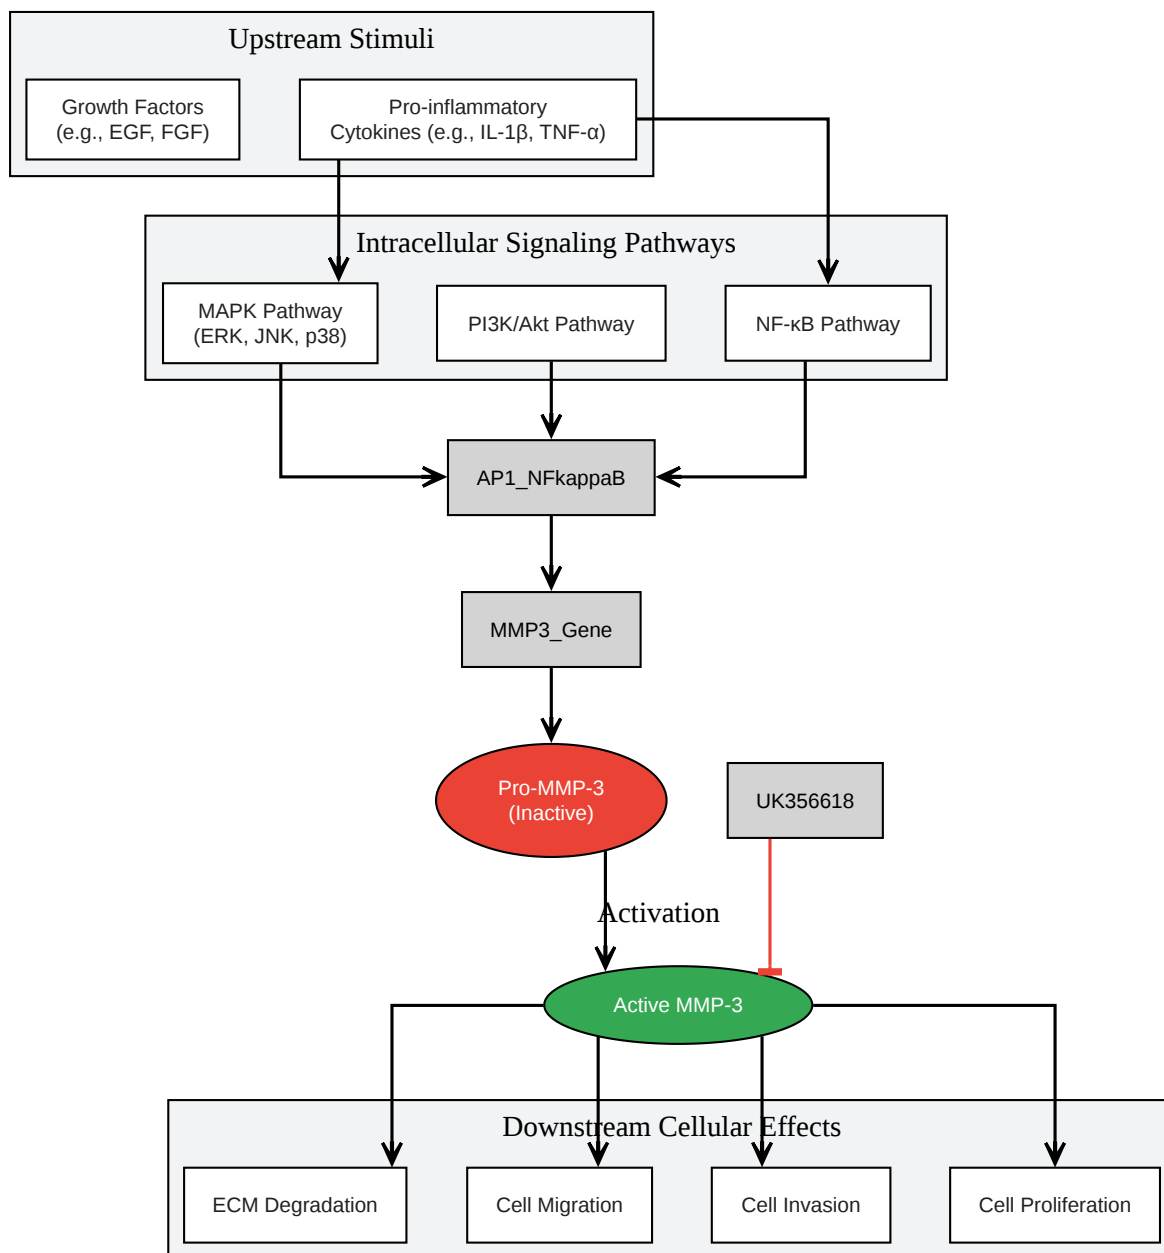 Upstream Stimuli
Growth Factors
(e.g., EGF, FGF)
Pro-inflammatory
Cytokines (e.g., IL-1β, TNF-α)
Intracellular Signaling Pathways
MAPK Pathway
(ERK, JNK, p38)
PI3K/Akt Pathway
NF-κB Pathway
AP1_NFkappaB
MMP3_Gene
Pro-MMP-3
(Inactive)
UK356618
Activation
Active MMP-3
Downstream Cellular Effects
ECM Degradation
Cell Migration
Cell Invasion
Cell Proliferation